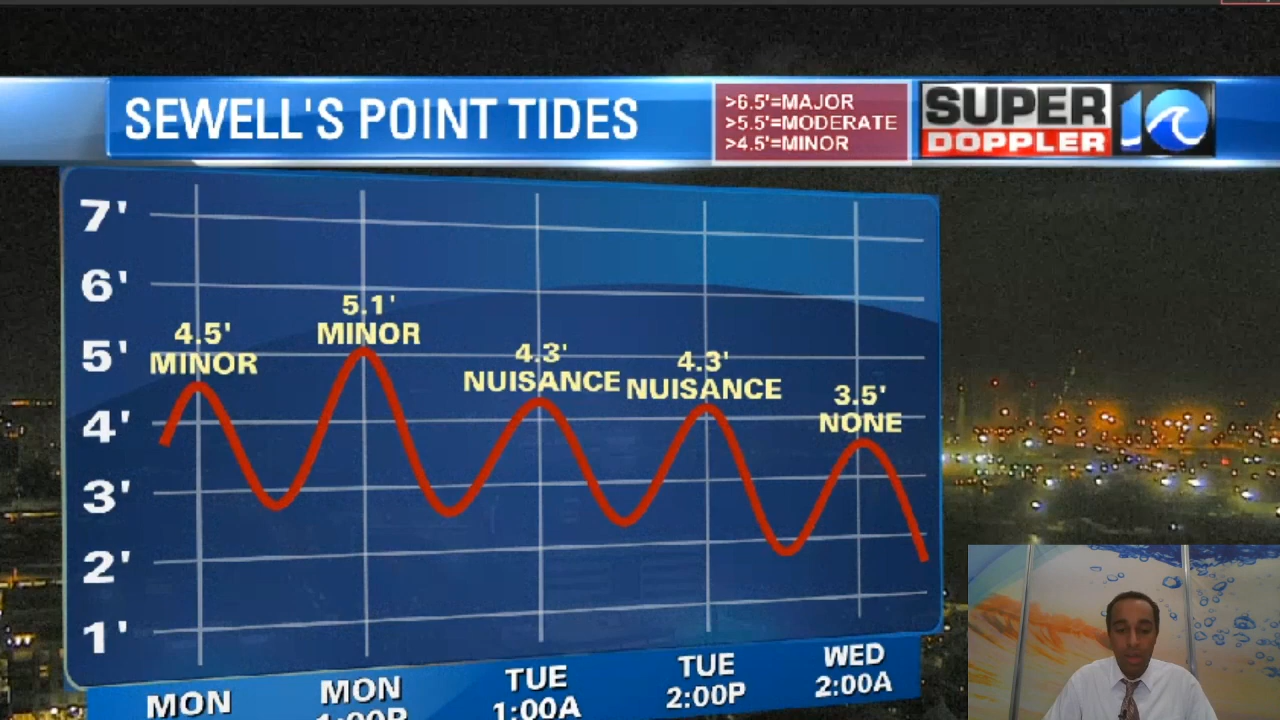 SEWELL'S POINT TIDES
>6.5'=MAJOR
>5.5'=MODERATE
>4.5'=MINOR
SUPER
DOPPLER 10
7'
6'
5'
4'
3'
2'
1'
4.5'
MINOR
5.1'
MINOR
4.3'
NUISANCE
4.3'
NUISANCE
3.5'
NONE
MON
MON
1:00P
TUE
1:00A
TUE
2:00P
WED
2:00A